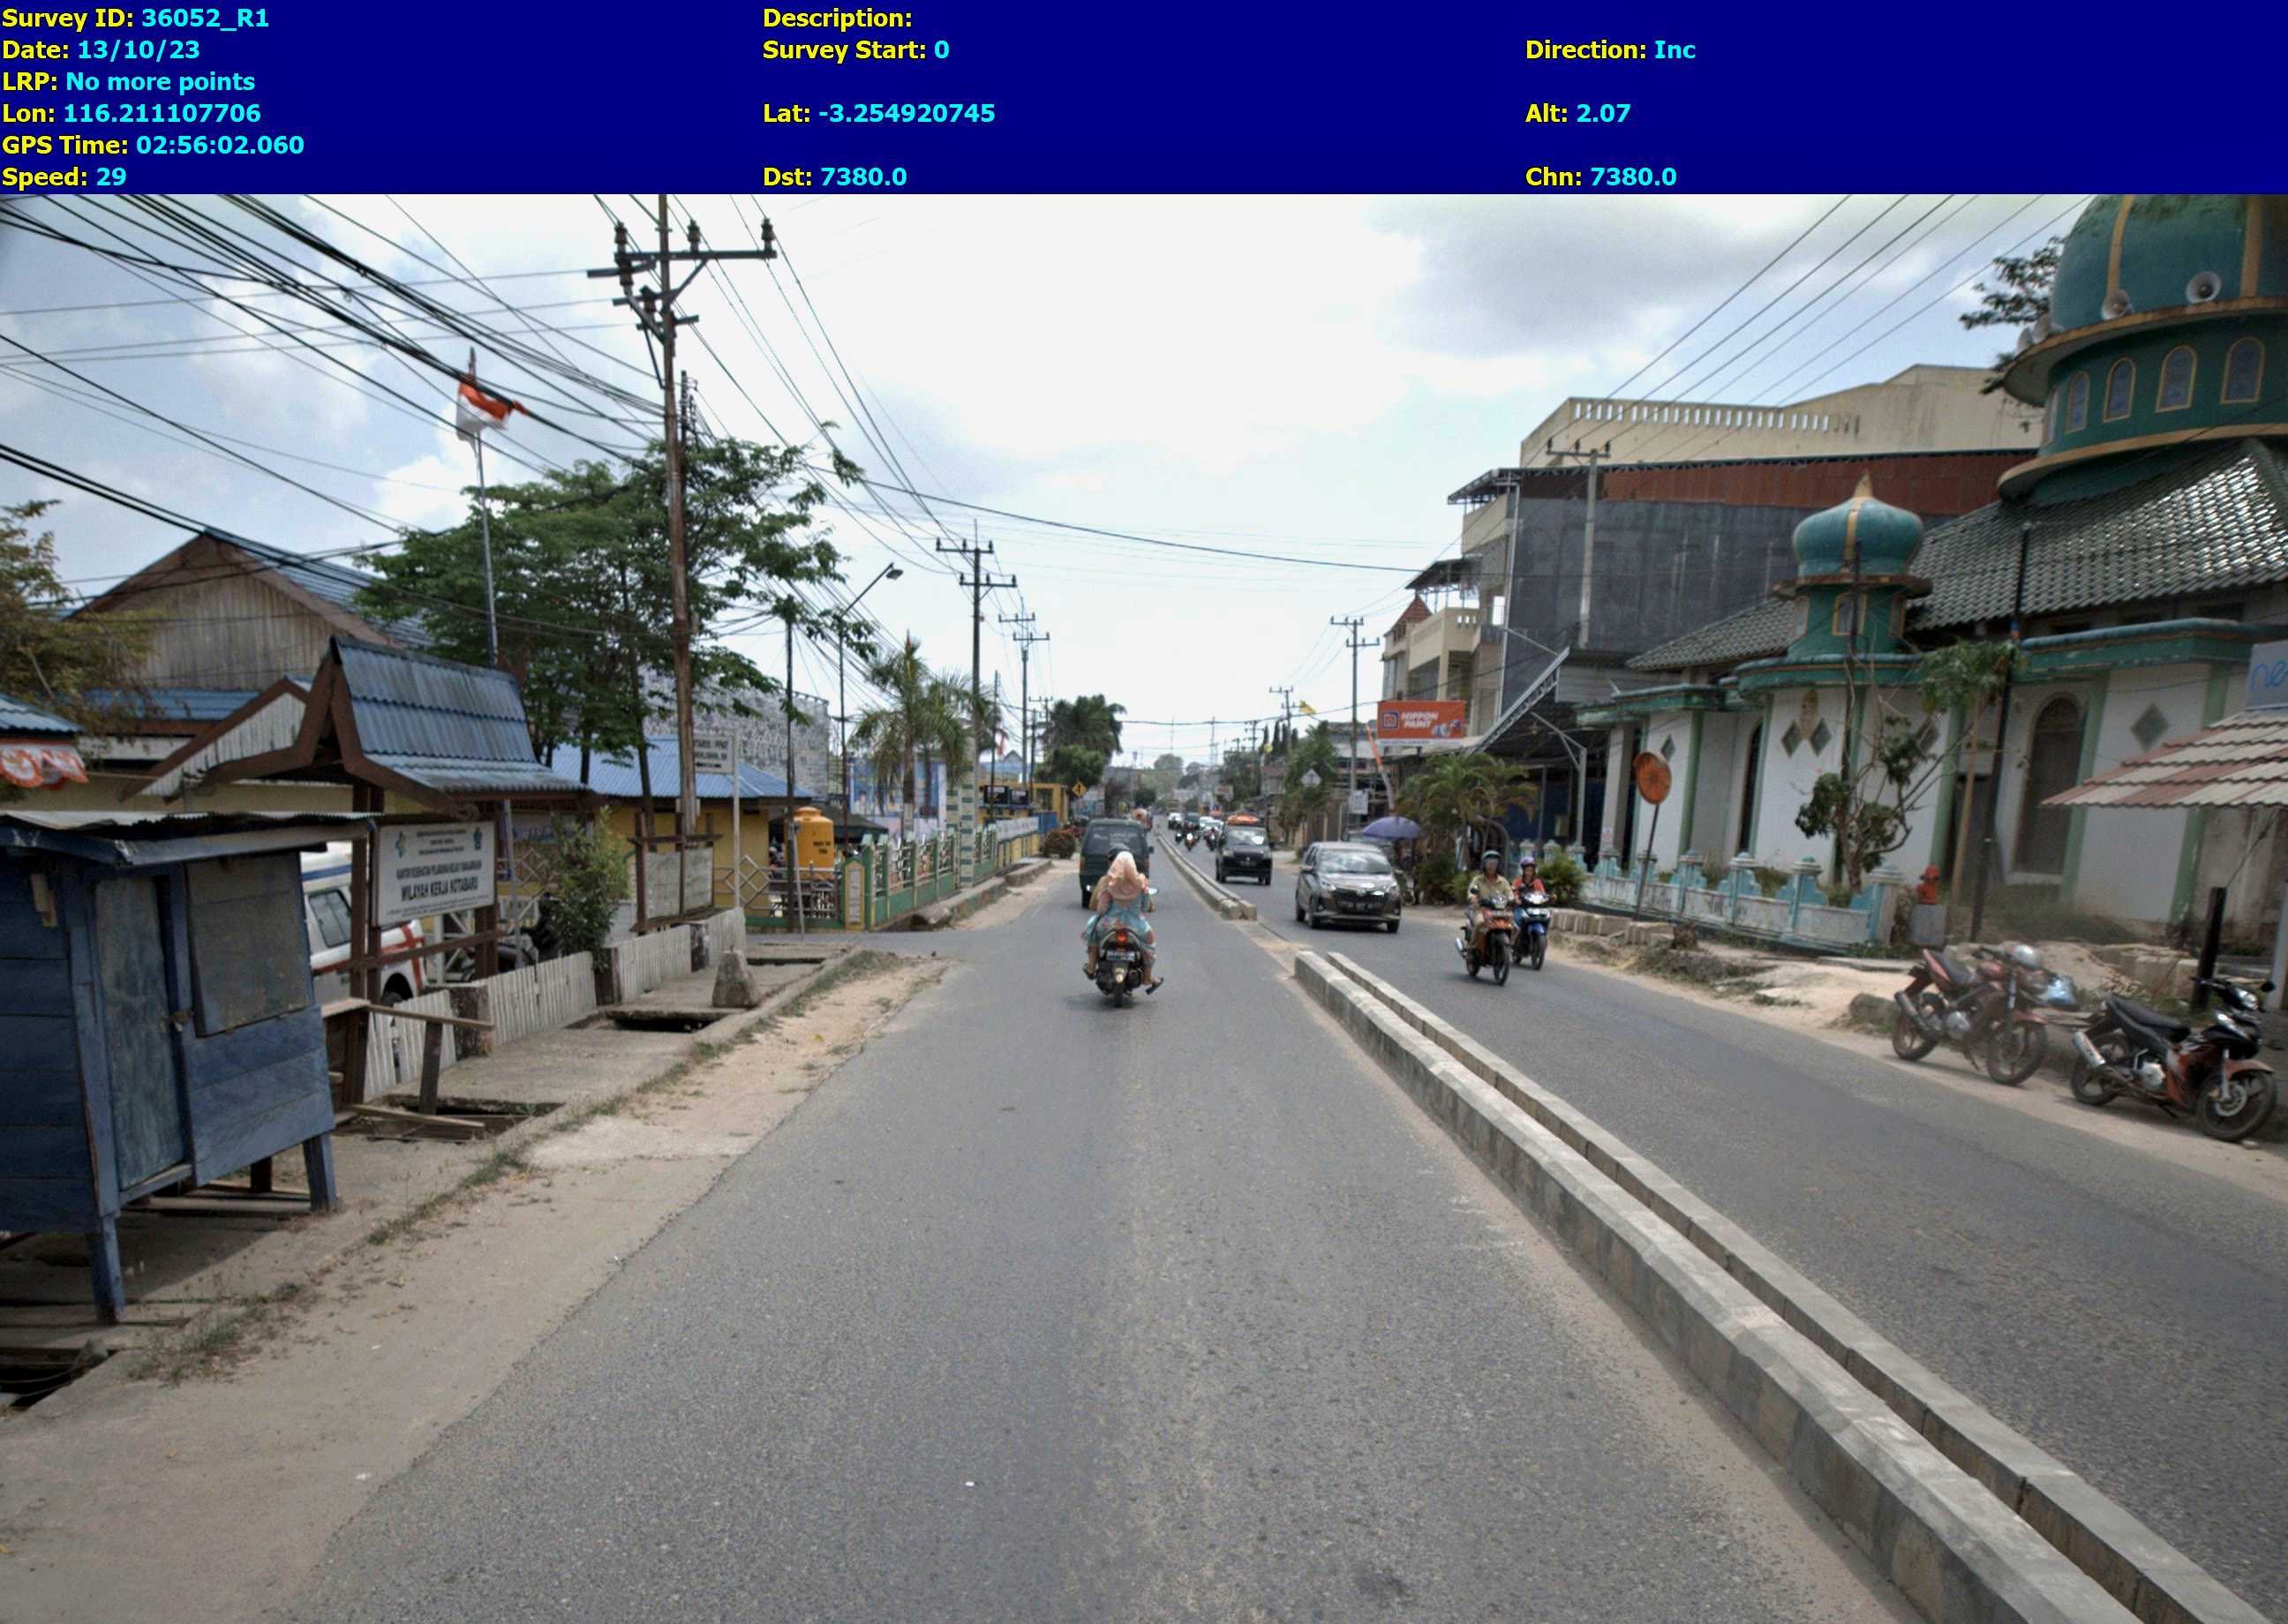 Survey ID: 36052_R1
Description:
Date: 13/10/23
Survey Start: 0
Direction: Inc
LRP: No more points
Lon: 116.211107706
Lat: -3.254920745
Alt: 2.07
GPS Time: 02:56:02.060
Speed: 29
Dst: 7380.0
Chn: 7380.0
NIPPON
PAINT
WILAYAH KERJA KOTABARU